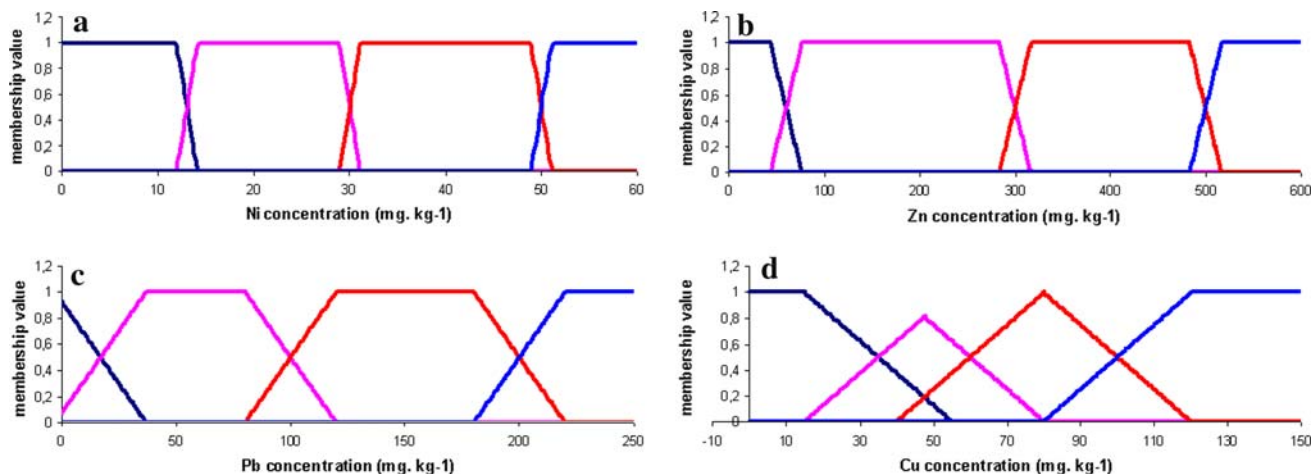 a
1,2
1
0,8
0,6
0,4
0,2
0
membership value
0 10 20 30 40 50 60
Ni concentration (mg. kg-1)
b
1,2
1
0,8
0,6
0,4
0,2
0
membership value
0 100 200 300 400 500 600
Zn concentration (mg. kg-1)
c
1,2
1
0,8
0,6
0,4
0,2
0
membership value
0 50 100 150 200 250
Pb concentration (mg. kg-1)
d
1,2
1
0,8
0,6
0,4
0,2
0
membership value
-10 10 30 50 70 90 110 130 150
Cu concentration (mg. kg-1)